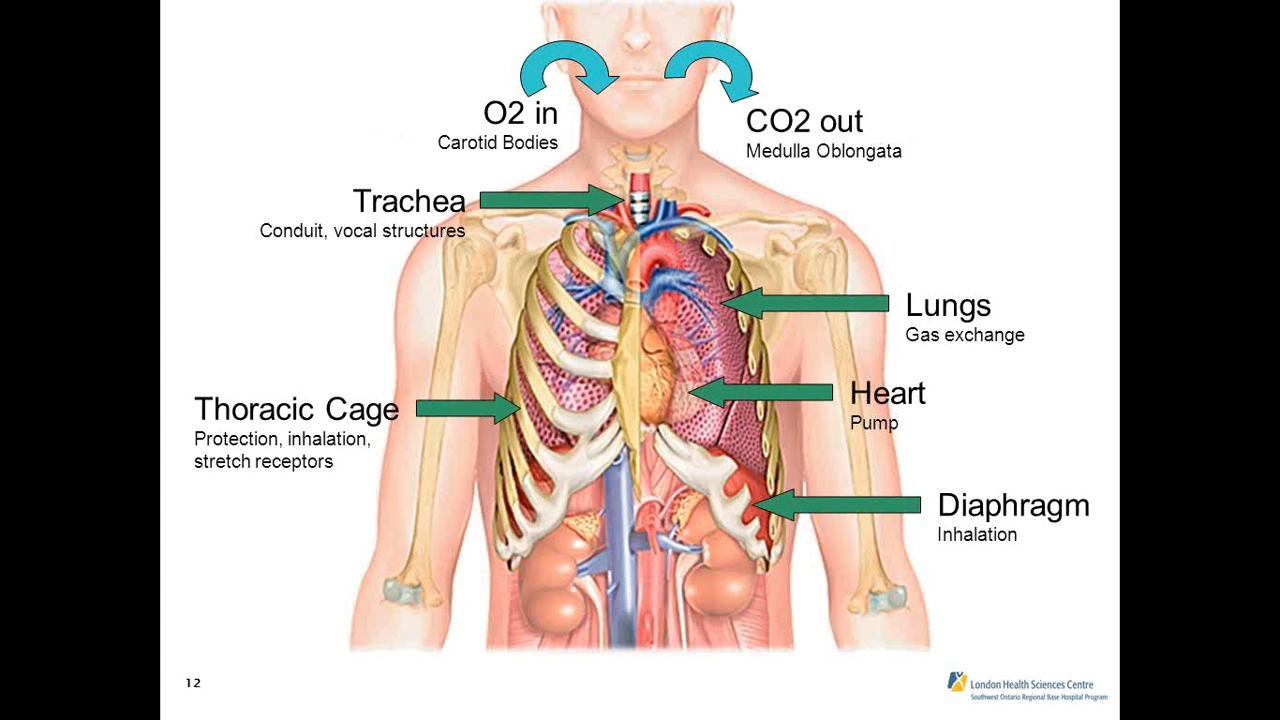 O2 in
Carotid Bodies
CO2 out
Medulla Oblongata
Trachea
Conduit, vocal structures
Lungs
Gas exchange
Heart
Pump
Thoracic Cage
Protection, inhalation,
stretch receptors
Diaphragm
Inhalation
12
London Health Sciences Centre
Southwest Ontario Regional Base Hospital Program